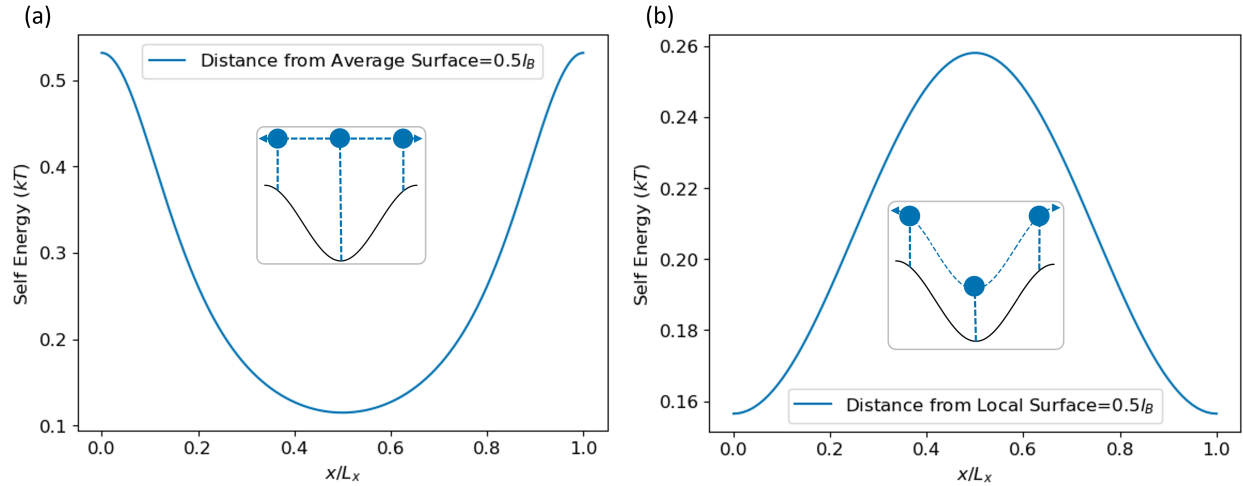 (a)
Distance from Average Surface=0.5l_B
0.5
0.4
0.3
0.2
0.1
Self Energy (kT)
0.0 0.2 0.4 0.6 0.8 1.0
x/L_x
(b)
0.26
0.24
0.22
0.20
0.18
0.16
Self Energy (kT)
Distance from Local Surface=0.5l_B
0.0 0.2 0.4 0.6 0.8 1.0
x/L_x